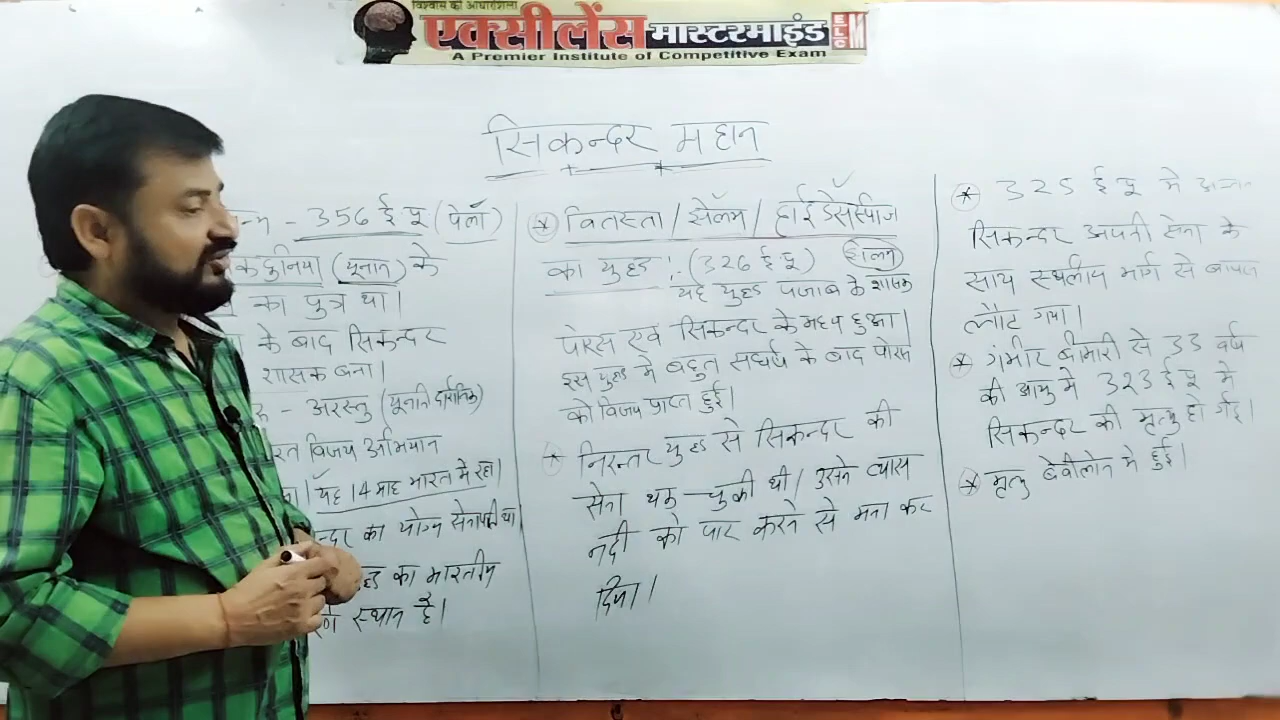 विश्वास की आधारशिला
एक्सीलेंस मास्टरमाइंड ELC M
A Premier Institute of Competitive Exam
सिकन्दर महान
- 356 ई पू (पेला)
(यूनान) के
का पुत्र था।
के बाद सिकन्दर
शासक बना।
- अरस्तु (यूनानी दार्शनिक)
विजय अभियान
यह 14 माह भारत में रहा।
का योग्य सेनापति था
का भारतीय
स्थान है।
* वितस्ता / झेलम / हाईडेसस्पीज
का युद्ध :- (326 ई पू) झेलम
यह युद्ध पंजाब के शासक
पोरस एवं सिकन्दर के मध्य हुआ।
इस युद्ध में बहुत संघर्ष के बाद पोरस
को विजय प्राप्त हुई।
* निरन्तर युद्ध से सिकन्दर की
सेना थक चुकी थी। उसने व्यास
नदी को पार करने से मना कर
दिया।
* 325 ई पू में
सिकन्दर अपनी सेना के
साथ स्थलीय मार्ग से वापस
लौट गया।
* गंभीर बीमारी से 33 वर्ष
की आयु में 323 ई पू में
सिकन्दर की मृत्यु हो गई।
* मृत्यु बेबीलोन में हुई।